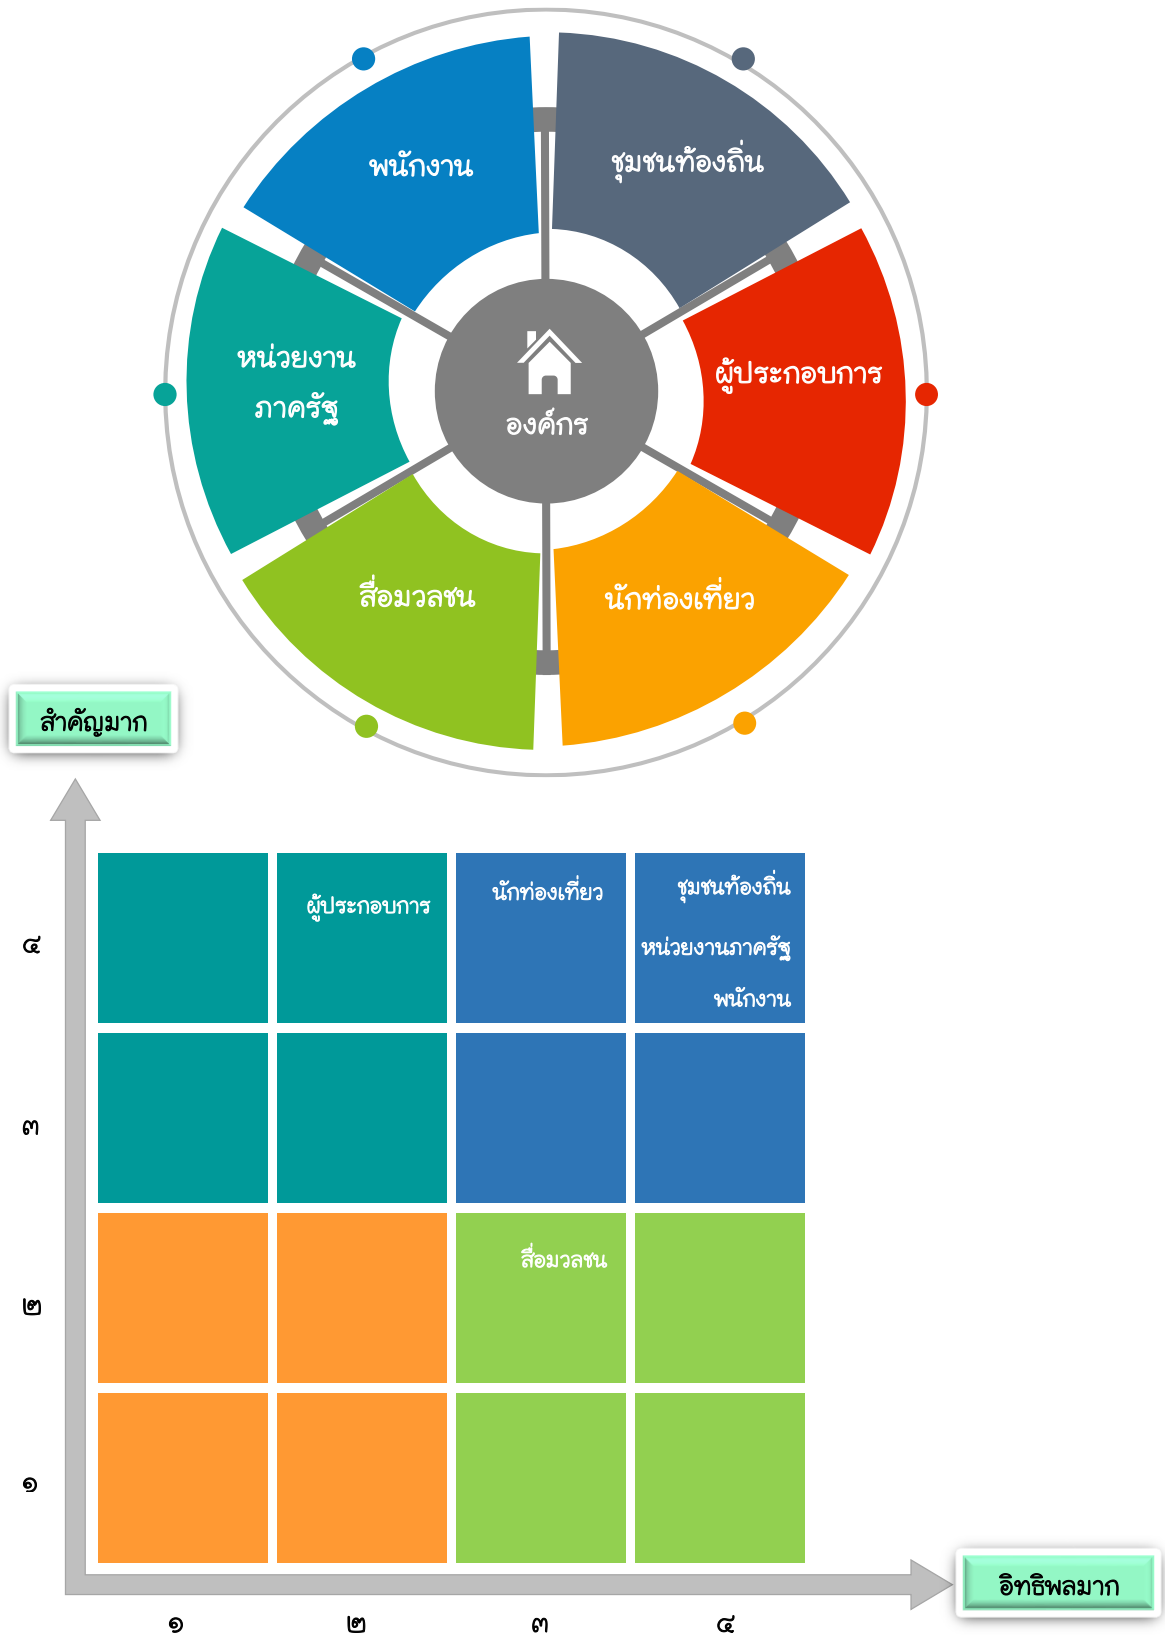 พนักงาน
ชุมชนท้องถิ่น
หน่วยงาน
ภาครัฐ
ผู้ประกอบการ
องค์กร
สื่อมวลชน
นักท่องเที่ยว
สำคัญมาก
๔
ผู้ประกอบการ
นักท่องเที่ยว
ชุมชนท้องถิ่น
หน่วยงานภาครัฐ
พนักงาน
๓
๒
สื่อมวลชน
๑
อิทธิพลมาก
๑ ๒ ๓ ๔